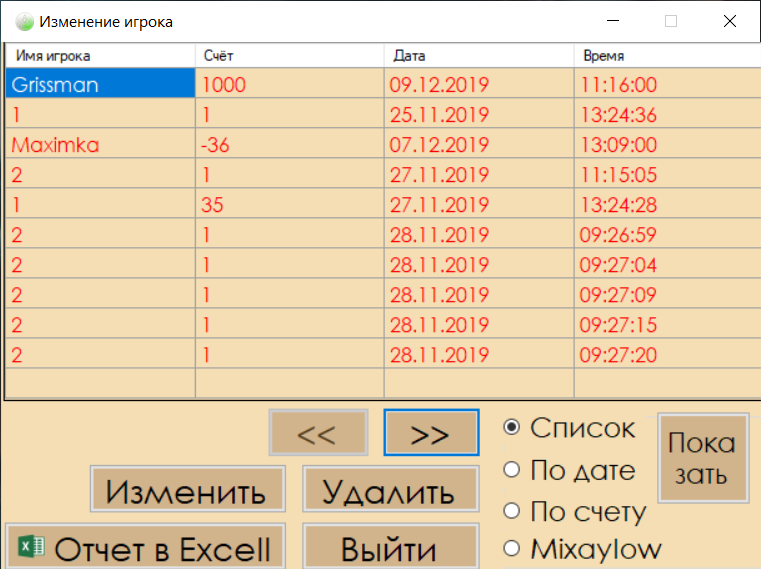 Изменение игрока
Имя игрока Счёт Дата Время
Grissman 1000 09.12.2019 11:16:00
1 1 25.11.2019 13:24:36
Maximka -36 07.12.2019 13:09:00
2 1 27.11.2019 11:15:05
1 35 27.11.2019 13:24:28
2 1 28.11.2019 09:26:59
2 1 28.11.2019 09:27:04
2 1 28.11.2019 09:27:09
2 1 28.11.2019 09:27:15
2 1 28.11.2019 09:27:20
<< >>
Список
Пока
зать
По дате
Изменить Удалить
По счету
Отчет в Excell Выйти
Mixaylow